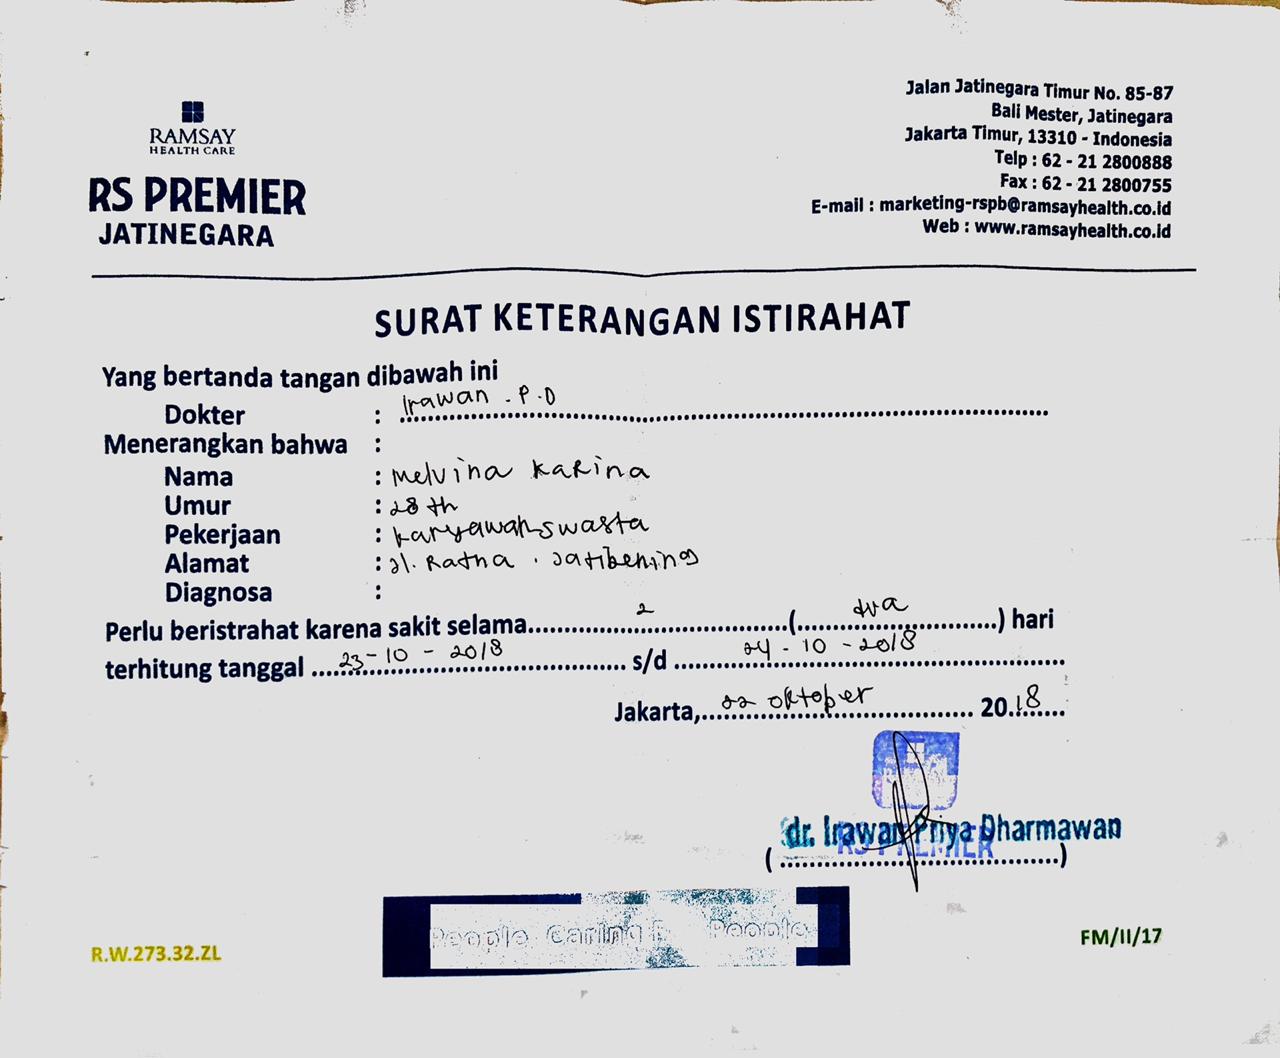 RAMSAY
HEALTH CARE
RS PREMIER
JATINEGARA
Jalan Jatinegara Timur No. 85-87
Bali Mester, Jatinegara
Jakarta Timur, 13310 - Indonesia
Telp : 62 - 21 2800888
Fax : 62 - 21 2800755
E-mail : marketing-rspb@ramsayhealth.co.id
Web : www.ramsayhealth.co.id
SURAT KETERANGAN ISTIRAHAT
Yang bertanda tangan dibawah ini
Dokter : Irawan . P . D
Menerangkan bahwa :
Nama : Melvina Karina
Umur : 28 th
Pekerjaan : Karyawan swasta
Alamat : Jl. Ratna . Jatibening
Diagnosa :
Perlu beristrahat karena sakit selama 2 (dua) hari
terhitung tanggal 23 - 10 - 2018 s/d 24 - 10 - 2018
Jakarta, 22 oktober 2018
dr. Irawan Priya Dharmawan
RS PREMIER
People Caring For People
R.W.273.32.ZL
FM/II/17